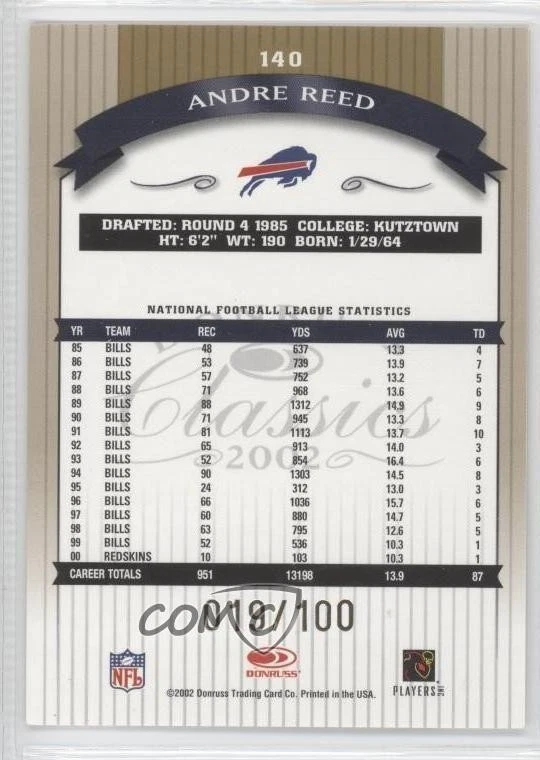 140
ANDRE REED
DRAFTED: ROUND 4 1985 COLLEGE: KUTZTOWN
HT: 6'2" WT: 190 BORN: 1/29/64
NATIONAL FOOTBALL LEAGUE STATISTICS
YR TEAM REC YDS AVG TD
85 BILLS 48 637 13.3 4
86 BILLS 53 739 13.9 7
87 BILLS 57 752 13.2 5
88 BILLS 71 968 13.6 6
89 BILLS 88 1312 14.9 9
90 BILLS 71 945 13.3 8
91 BILLS 81 1113 13.7 10
92 BILLS 65 913 14.0 3
93 BILLS 52 854 16.4 6
94 BILLS 90 1303 14.5 8
95 BILLS 24 312 13.0 3
96 BILLS 66 1036 15.7 6
97 BILLS 60 880 14.7 5
98 BILLS 63 795 12.6 5
99 BILLS 52 536 10.3 1
00 REDSKINS 10 103 10.3 1
CAREER TOTALS 951 13198 13.9 87
DONRUSS
Classics
2002
019/100
COMC
NFL
DONRUSS
PLAYERS INC
©2002 Donruss Trading Card Co. Printed in the USA.